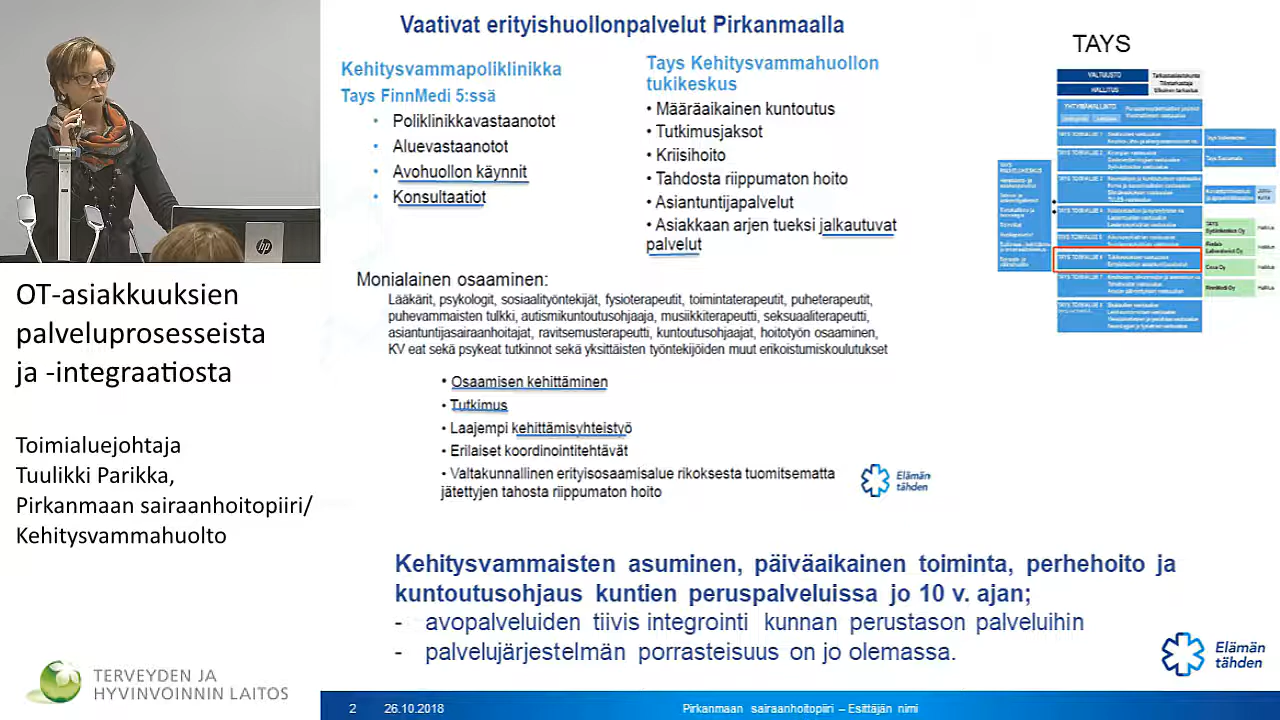 Vaativat erityishuollonpalvelut Pirkanmaalla
Kehitysvammapoliklinikka
Tays FinnMedi 5:ssä
• Poliklinikkavastaanotot
• Aluevastaanotot
• Avohuollon käynnit
• Konsultaatiot
Tays Kehitysvammahuollon
tukikeskus
• Määräaikainen kuntoutus
• Tutkimusjaksot
• Kriisihoito
• Tahdosta riippumaton hoito
• Asiantuntijapalvelut
• Asiakkaan arjen tueksi jalkautuvat
palvelut
TAYS
VALTUUSTO
HALLITUS
Monialainen osaaminen:
Lääkärit, psykologit, sosiaalityöntekijät, fysioterapeutit, toimintaterapeutit, puheterapeutit,
puhevammaisten tulkki, autismikuntoutusohjaaja, musiikkiterapeutti, seksuaaliterapeutti,
asiantuntijasairaanhoitajat, ravitsemusterapeutti, kuntoutusohjaajat, hoitotyön osaaminen,
KV eat sekä psykeat tutkinnot sekä yksittäisten työntekijöiden muut erikoistumiskoulutukset
• Osaamisen kehittäminen
• Tutkimus
• Laajempi kehittämisyhteistyö
• Erilaiset koordinointitehtävät
• Valtakunnallinen erityisosaamisalue rikoksesta tuomitsematta
jätettyjen tahosta riippumaton hoito
Elämän
tähden
Kehitysvammaisten asuminen, päiväaikainen toiminta, perhehoito ja
kuntoutusohjaus kuntien peruspalveluissa jo 10 v. ajan;
- avopalveluiden tiivis integrointi kunnan perustason palveluihin
- palvelujärjestelmän porrasteisuus on jo olemassa.
Elämän
tähden
2 26.10.2018 Pirkanmaan sairaanhoitopiiri – Esittäjän nimi
hp
OT-asiakkuuksien
palveluprosesseista
ja -integraatiosta
Toimialuejohtaja
Tuulikki Parikka,
Pirkanmaan sairaanhoitopiiri/
Kehitysvammahuolto
TERVEYDEN JA
HYVINVOINNIN LAITOS